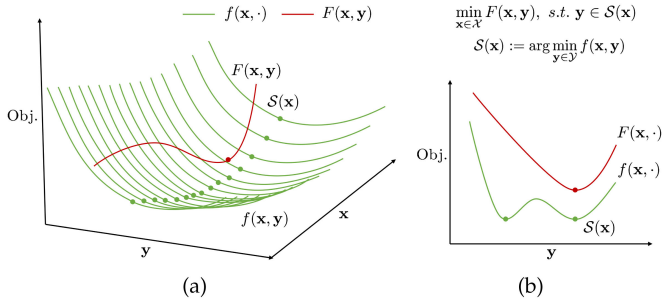 f(x, ·) F(x, y)
Obj.
F(x, y)
S(x)
f(x, y)
x
y
(a)
min F(x, y), s.t. y ∈ S(x)
x∈X
S(x) := arg min f(x, y)
y∈Y
Obj.
F(x, ·)
f(x, ·)
S(x)
y
(b)